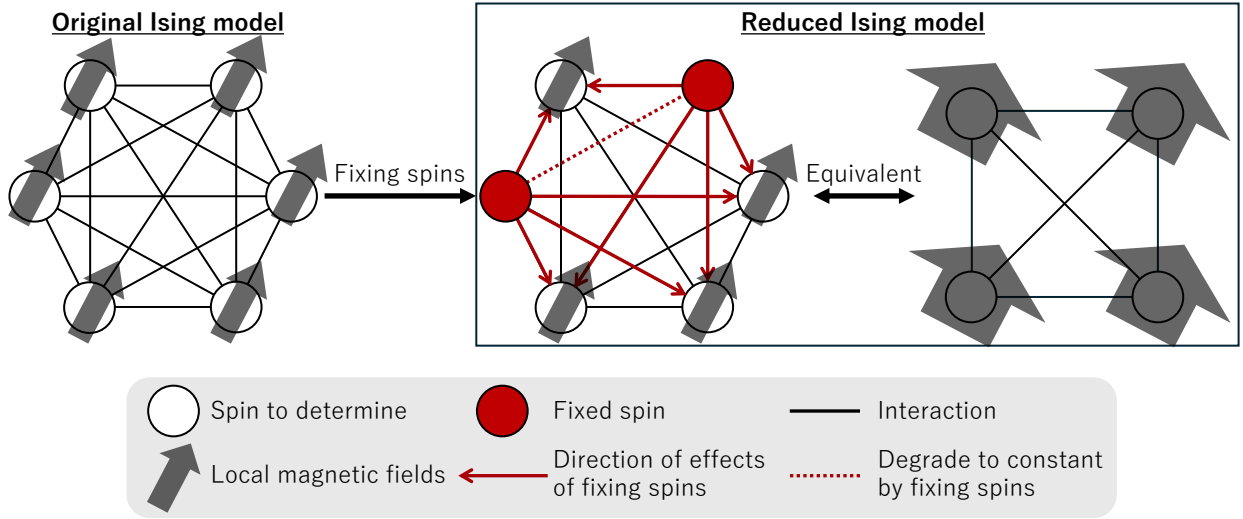 Original Ising model
Reduced Ising model
Fixing spins
Equivalent
Spin to determine
Fixed spin
Interaction
Local magnetic fields
Direction of effects
of fixing spins
Degrade to constant
by fixing spins